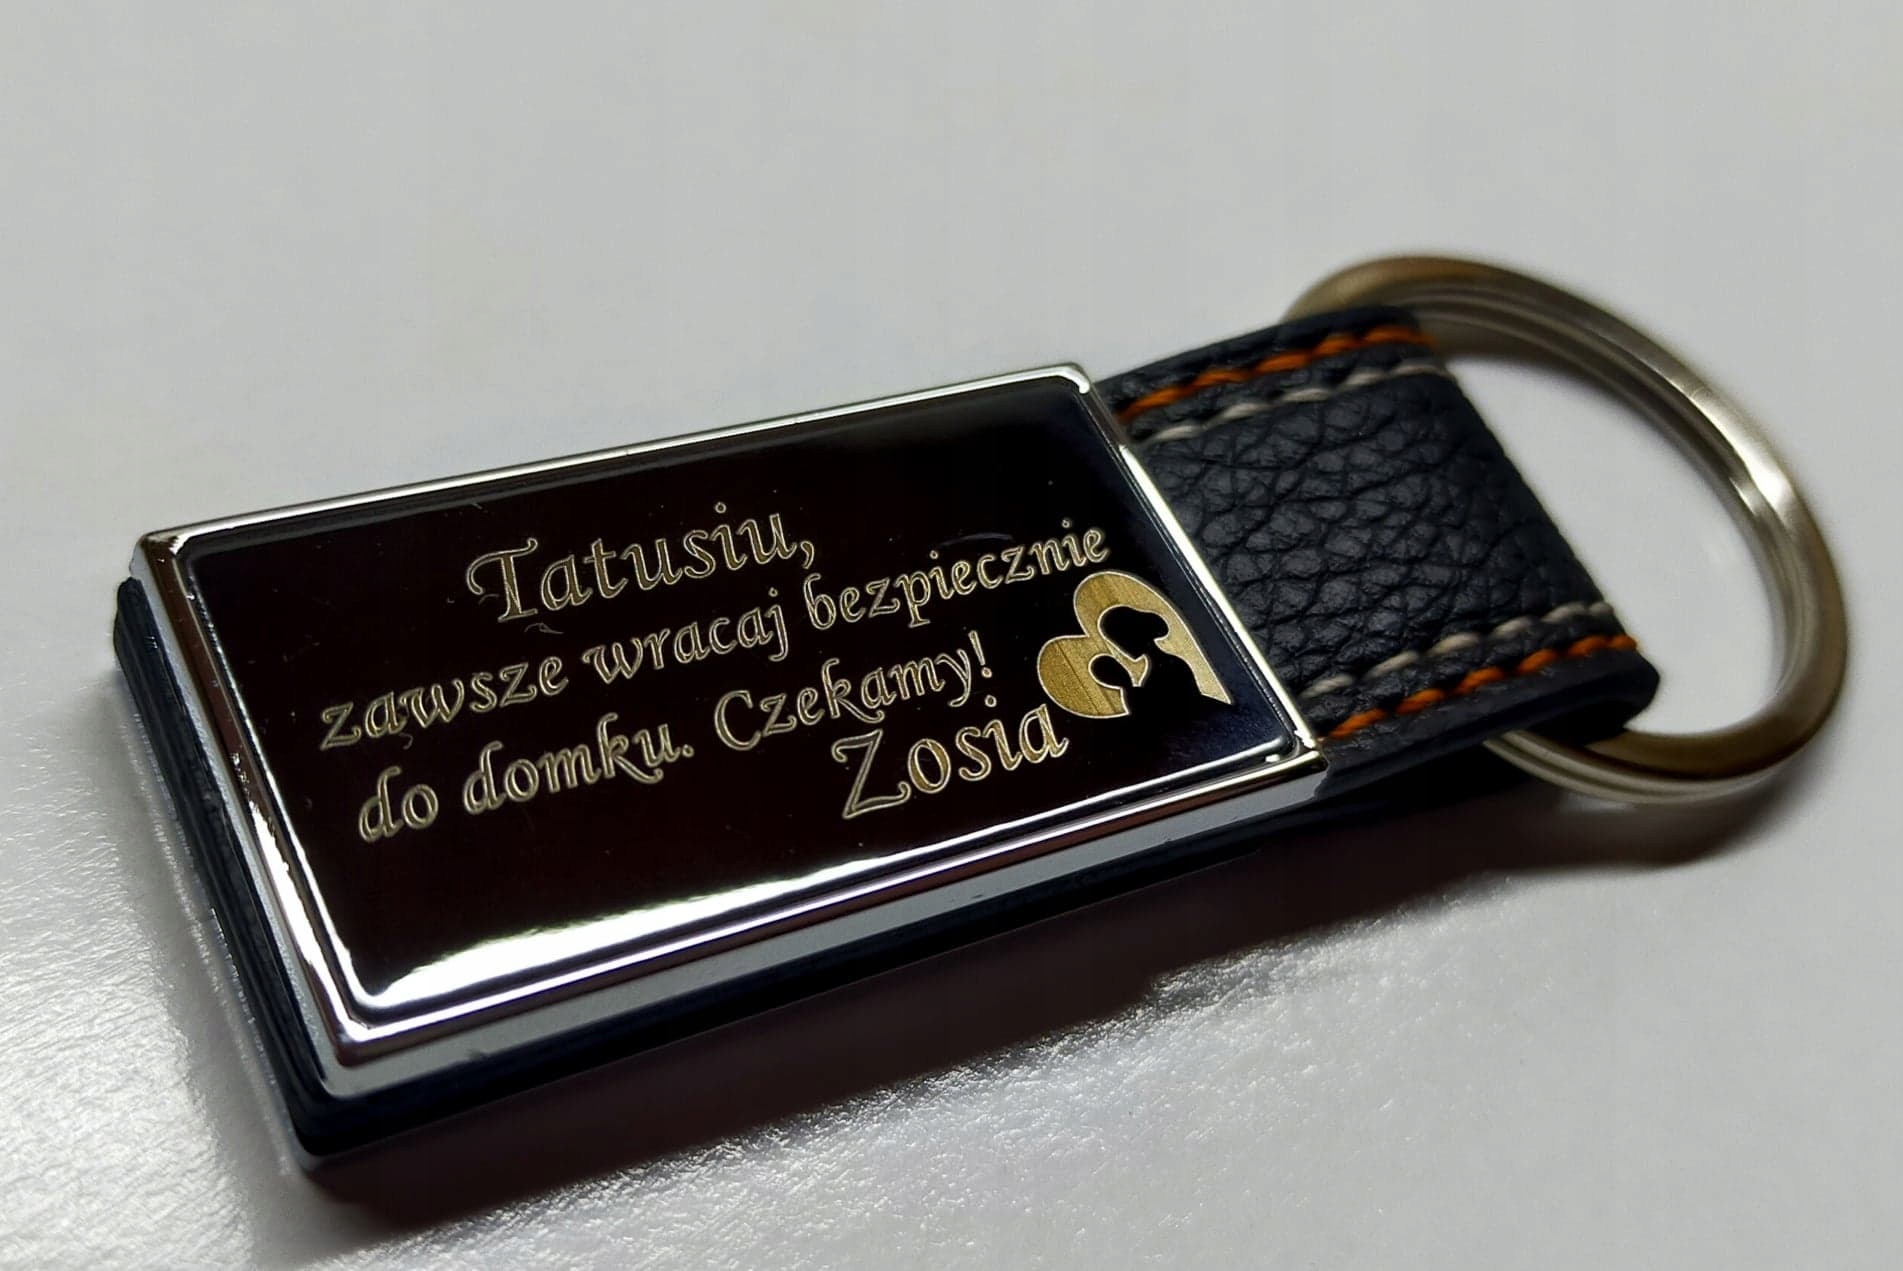 Tatusiu,
zawsze wracaj bezpiecznie
do domku. Czekamy!
Zosia